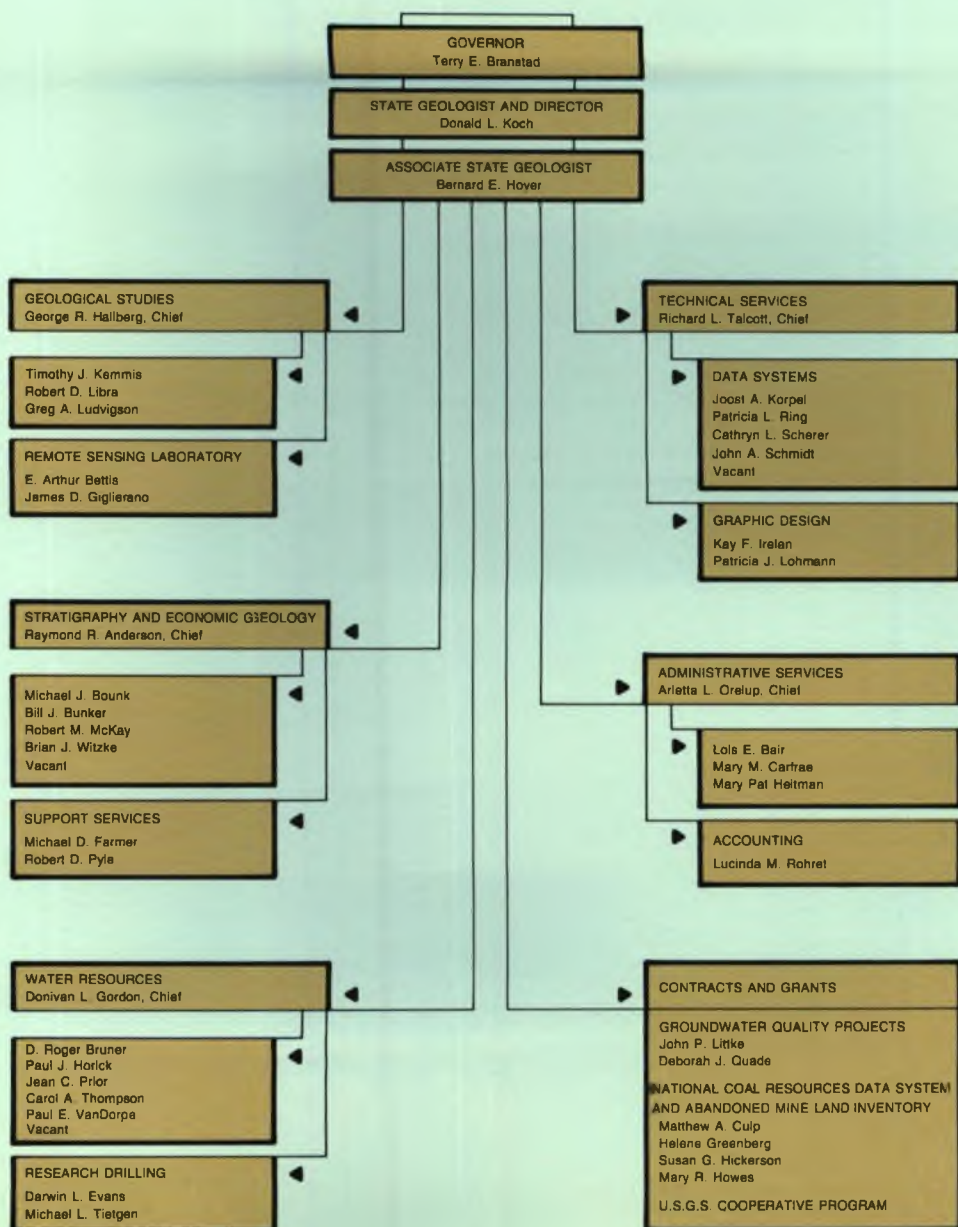 GOVERNOR
Terry E. Branstad
STATE GEOLOGIST AND DIRECTOR
Donald L. Koch
ASSOCIATE STATE GEOLOGIST
Bernard E. Hoyer
GEOLOGICAL STUDIES
George R. Hallberg, Chief
Timothy J. Kemmis
Robert D. Libra
Greg A. Ludvigson
REMOTE SENSING LABORATORY
E. Arthur Bettis
James D. Giglierano
STRATIGRAPHY AND ECONOMIC GEOLOGY
Raymond R. Anderson, Chief
Michael J. Bounk
Bill J. Bunker
Robert M. McKay
Brian J. Witzke
Vacant
SUPPORT SERVICES
Michael D. Farmer
Robert D. Pyle
WATER RESOURCES
Donivan L. Gordon, Chief
D. Roger Bruner
Paul J. Horick
Jean C. Prior
Carol A. Thompson
Paul E. VanDorpe
Vacant
RESEARCH DRILLING
Darwin L. Evans
Michael L. Tietgen
TECHNICAL SERVICES
Richard L. Talcott, Chief
DATA SYSTEMS
Joost A. Korpel
Patricia L. Ring
Cathryn L. Scherer
John A. Schmidt
Vacant
GRAPHIC DESIGN
Kay F. Irelan
Patricia J. Lohmann
ADMINISTRATIVE SERVICES
Arletta L. Orelup, Chief
Lois E. Bair
Mary M. Carfrae
Mary Pat Heitman
ACCOUNTING
Lucinda M. Rohret
CONTRACTS AND GRANTS
GROUNDWATER QUALITY PROJECTS
John P. Littke
Deborah J. Quade
NATIONAL COAL RESOURCES DATA SYSTEM
AND ABANDONED MINE LAND INVENTORY
Matthew A. Culp
Helene Greenberg
Susan G. Hickerson
Mary R. Howes
U.S.G.S. COOPERATIVE PROGRAM